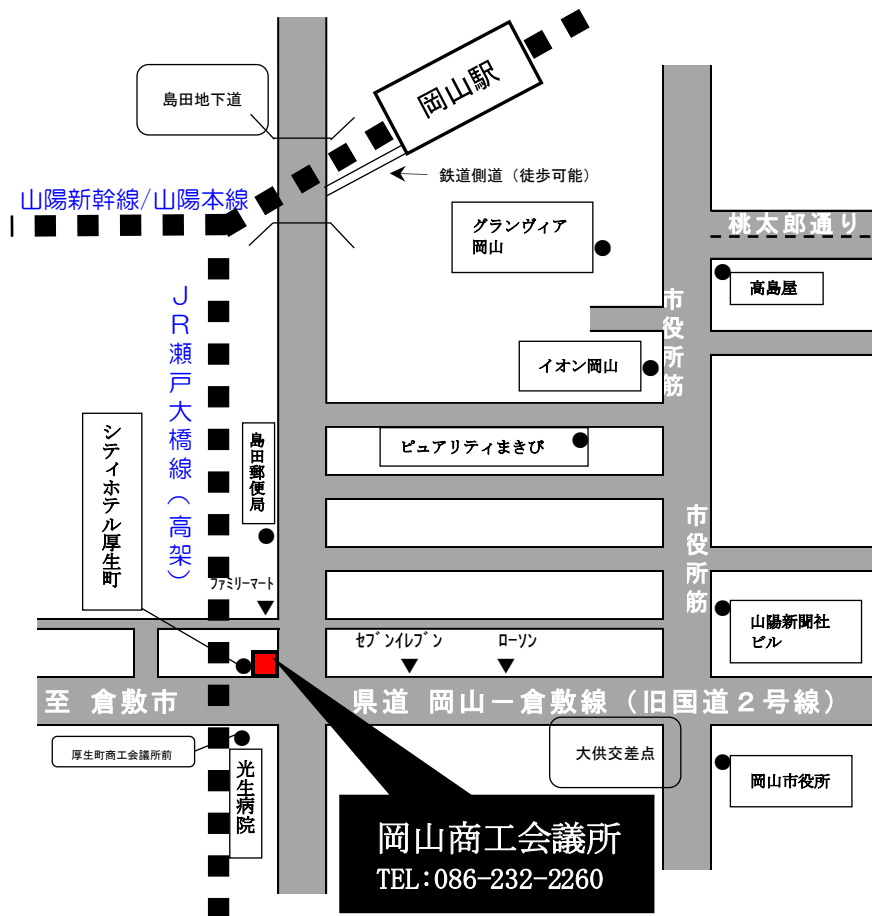 岡山駅
島田地下道
鉄道側道（徒歩可能）
山陽新幹線/山陽本線
グランヴィア
岡山
桃太郎通り
高島屋
市役所筋
イオン岡山
JR瀬戸大橋線（高架）
シティホテル厚生町
島田郵便局
ピュアリティまきび
市役所筋
ﾌｧﾐﾘｰﾏｰﾄ
山陽新聞社
ビル
ｾﾌﾞﾝｲﾚﾌﾞﾝ
ﾛｰｿﾝ
至 倉敷市
県道 岡山－倉敷線（旧国道２号線）
厚生町商工会議所前
光生病院
大供交差点
岡山市役所
岡山商工会議所
TEL:086-232-2260